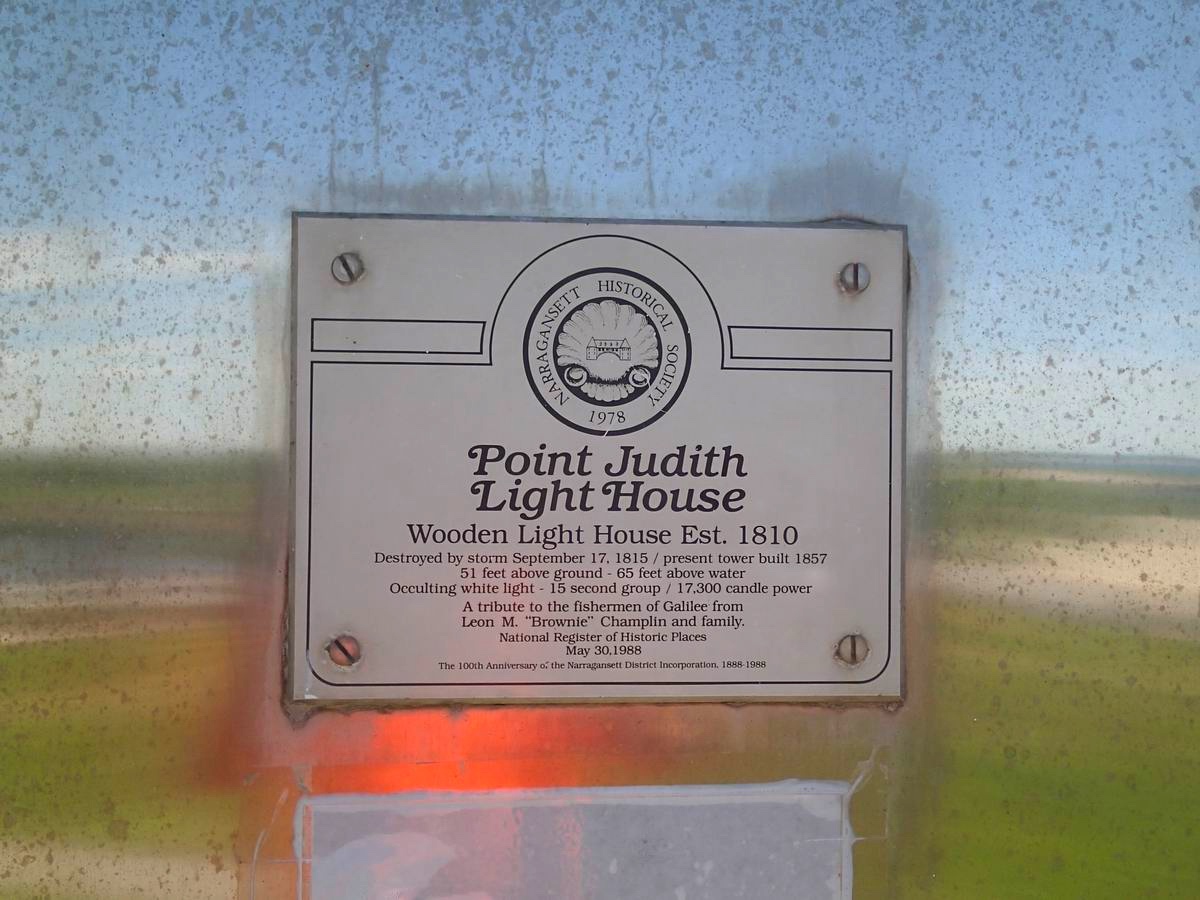 NARRAGANSETT HISTORICAL SOCIETY
1978
Point Judith
Light House
Wooden Light House Est. 1810
Destroyed by storm September 17, 1815 / present tower built 1857
51 feet above ground - 65 feet above water
Occulting white light - 15 second group / 17,300 candle power
A tribute to the fishermen of Galilee from
Leon M. "Brownie" Champlin and family.
National Register of Historic Places
May 30,1988
The 100th Anniversary of the Narragansett District Incorporation, 1888-1988